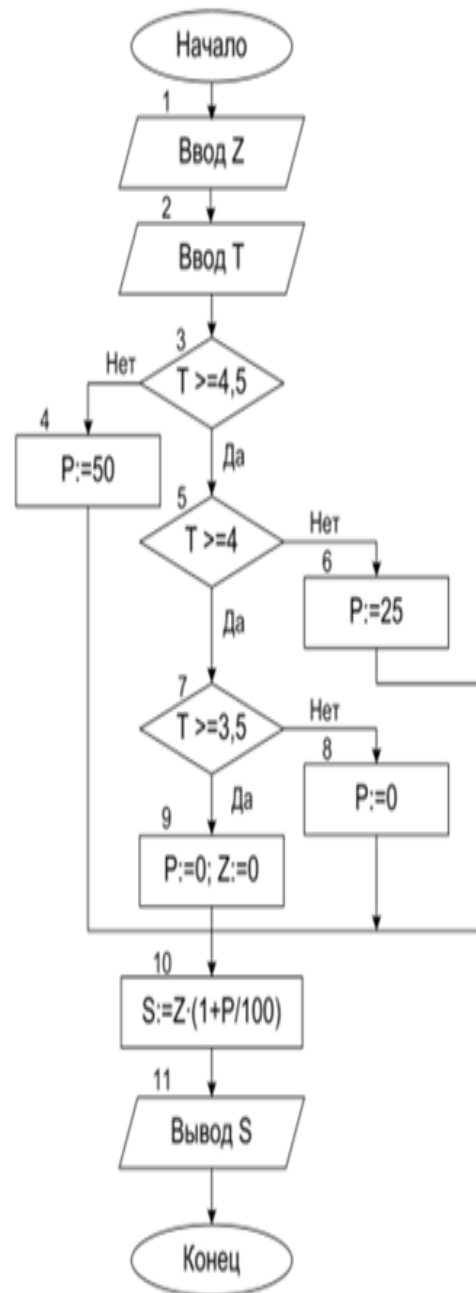 Начало
1
Ввод Z
2
Ввод T
3
T >=4,5
Нет
4
P:=50
Да
5
T >=4
Нет
6
P:=25
Да
7
T >=3,5
Нет
8
P:=0
Да
9
P:=0; Z:=0
10
S:=Z·(1+P/100)
11
Вывод S
Конец